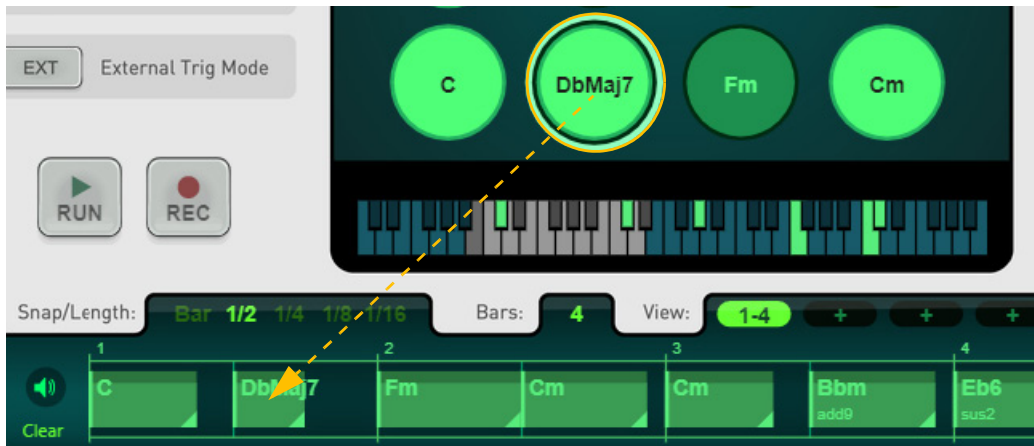 EXT External Trig Mode
C DbMaj7 Fm Cm
RUN REC
Snap/Length: Bar 1/2 1/4 1/8 1/16 Bars: 4 View: 1-4 + + +
1 2 3 4
C DbMaj7 Fm Cm Cm Bbm Eb6
add9 sus2
Clear